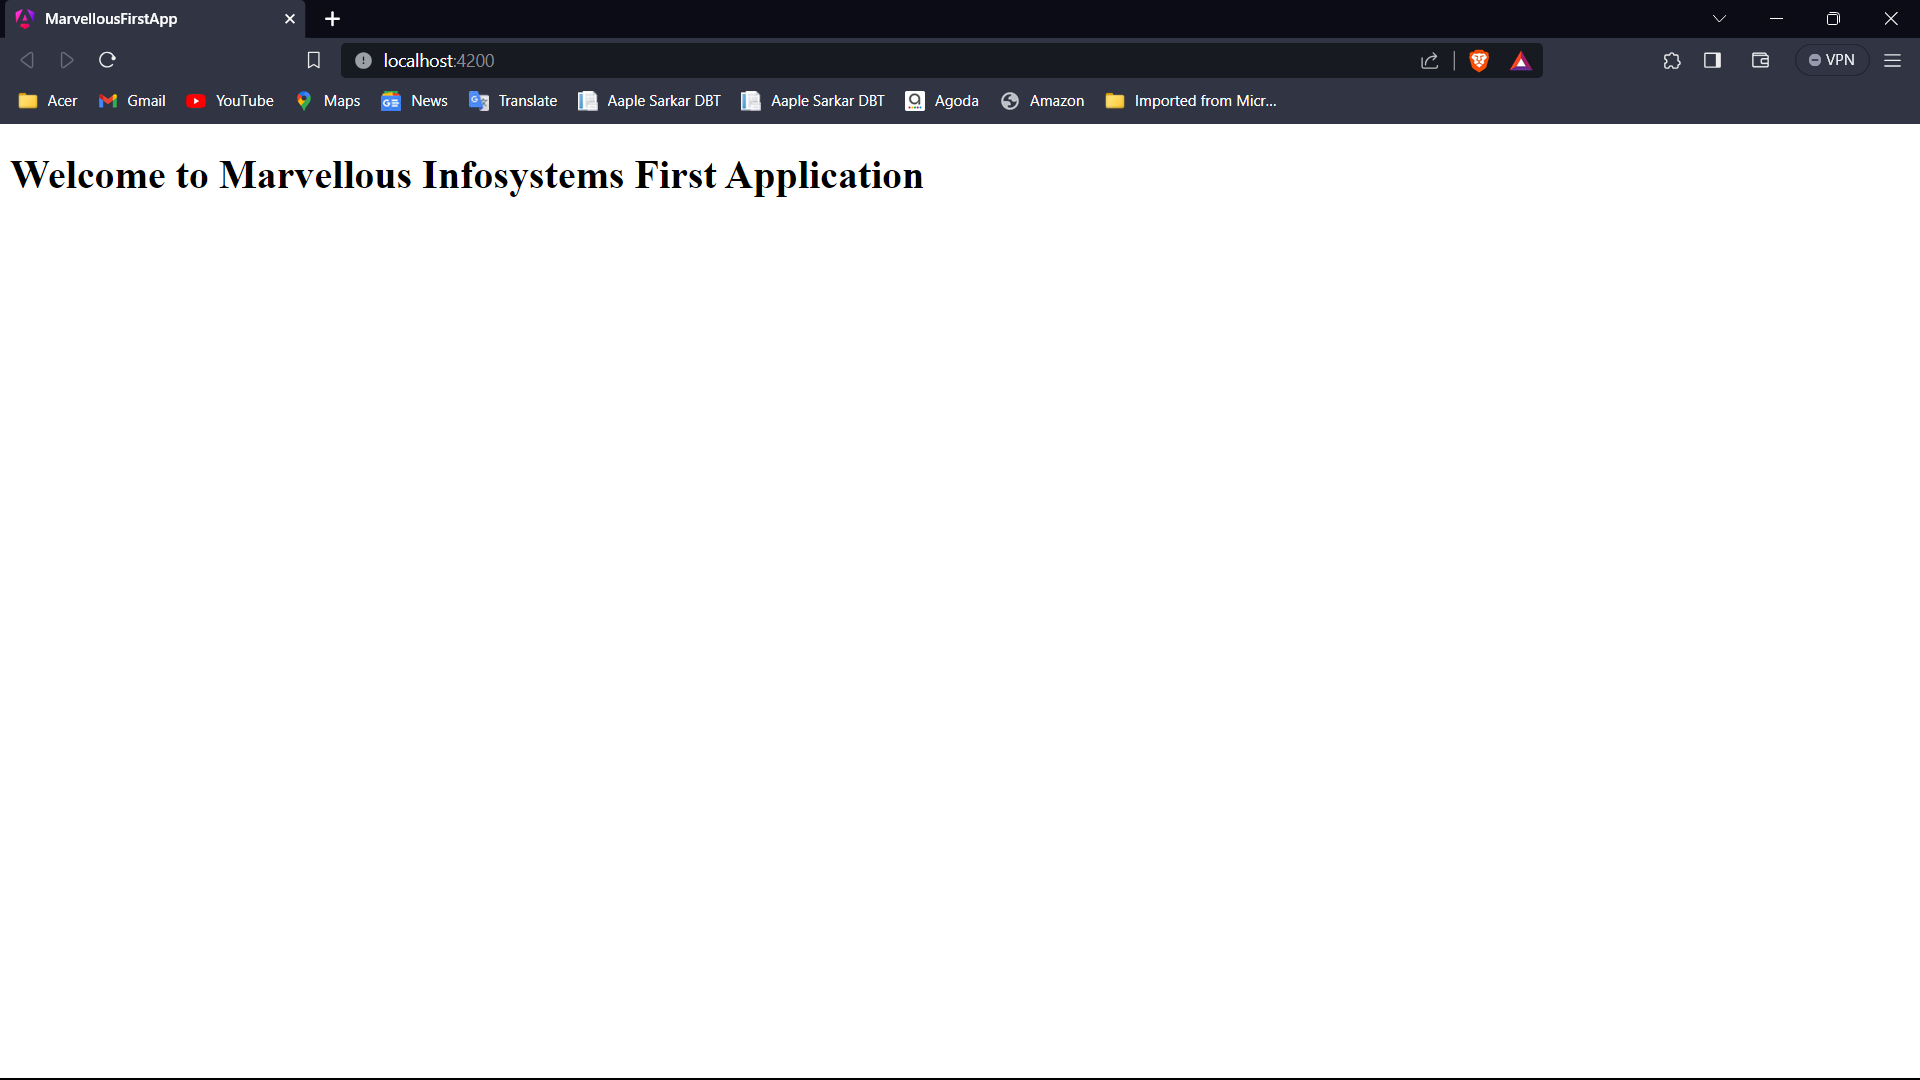 MarvellousFirstApp
localhost:4200
VPN
Acer Gmail YouTube Maps News Translate Aaple Sarkar DBT Aaple Sarkar DBT Agoda Amazon Imported from Micr...
Welcome to Marvellous Infosystems First Application